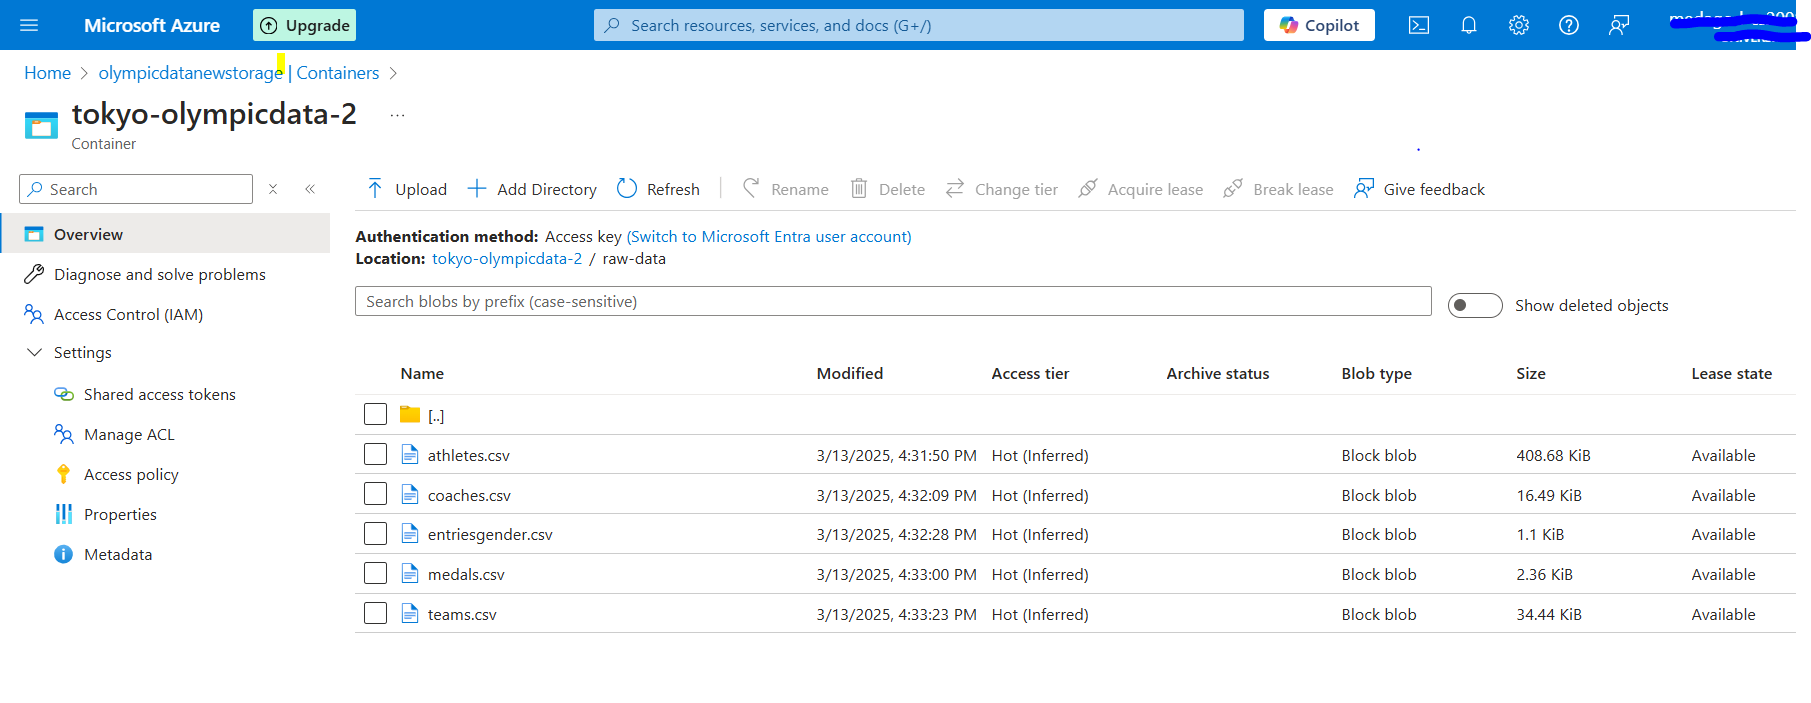 Microsoft Azure
Upgrade
Search resources, services, and docs (G+/)
Copilot
Home > olympicdatanewstorage | Containers >
tokyo-olympicdata-2 ...
Container
Search
Overview
Diagnose and solve problems
Access Control (IAM)
Settings
Shared access tokens
Manage ACL
Access policy
Properties
Metadata
Upload Add Directory Refresh Rename Delete Change tier Acquire lease Break lease Give feedback
Authentication method: Access key (Switch to Microsoft Entra user account)
Location: tokyo-olympicdata-2 / raw-data
Search blobs by prefix (case-sensitive)
Show deleted objects
Name Modified Access tier Archive status Blob type Size Lease state
[..]
athletes.csv 3/13/2025, 4:31:50 PM Hot (Inferred) Block blob 408.68 KiB Available
coaches.csv 3/13/2025, 4:32:09 PM Hot (Inferred) Block blob 16.49 KiB Available
entriesgender.csv 3/13/2025, 4:32:28 PM Hot (Inferred) Block blob 1.1 KiB Available
medals.csv 3/13/2025, 4:33:00 PM Hot (Inferred) Block blob 2.36 KiB Available
teams.csv 3/13/2025, 4:33:23 PM Hot (Inferred) Block blob 34.44 KiB Available